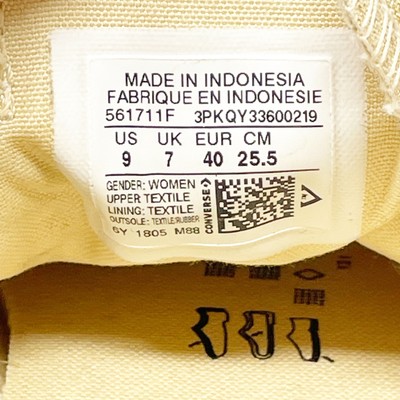 MADE IN INDONESIA
FABRIQUE EN INDONESIE
561711F 3PKQY33600219
US UK EUR CM
9 7 40 25.5
GENDER: WOMEN
UPPER TEXTILE
LINING: TEXTILE
OUTSOLE: TEXTILE/RUBBER
6Y 1805 M88
CONVERSE